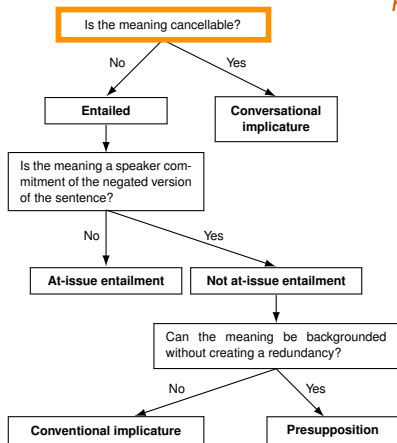 Is the meaning cancellable?
No Yes
Entailed Conversational
implicature
Is the meaning a speaker com-
mitment of the negated version
of the sentence?
No Yes
At-issue entailment Not at-issue entailment
Can the meaning be backgrounded
without creating a redundancy?
No Yes
Conventional implicature Presupposition